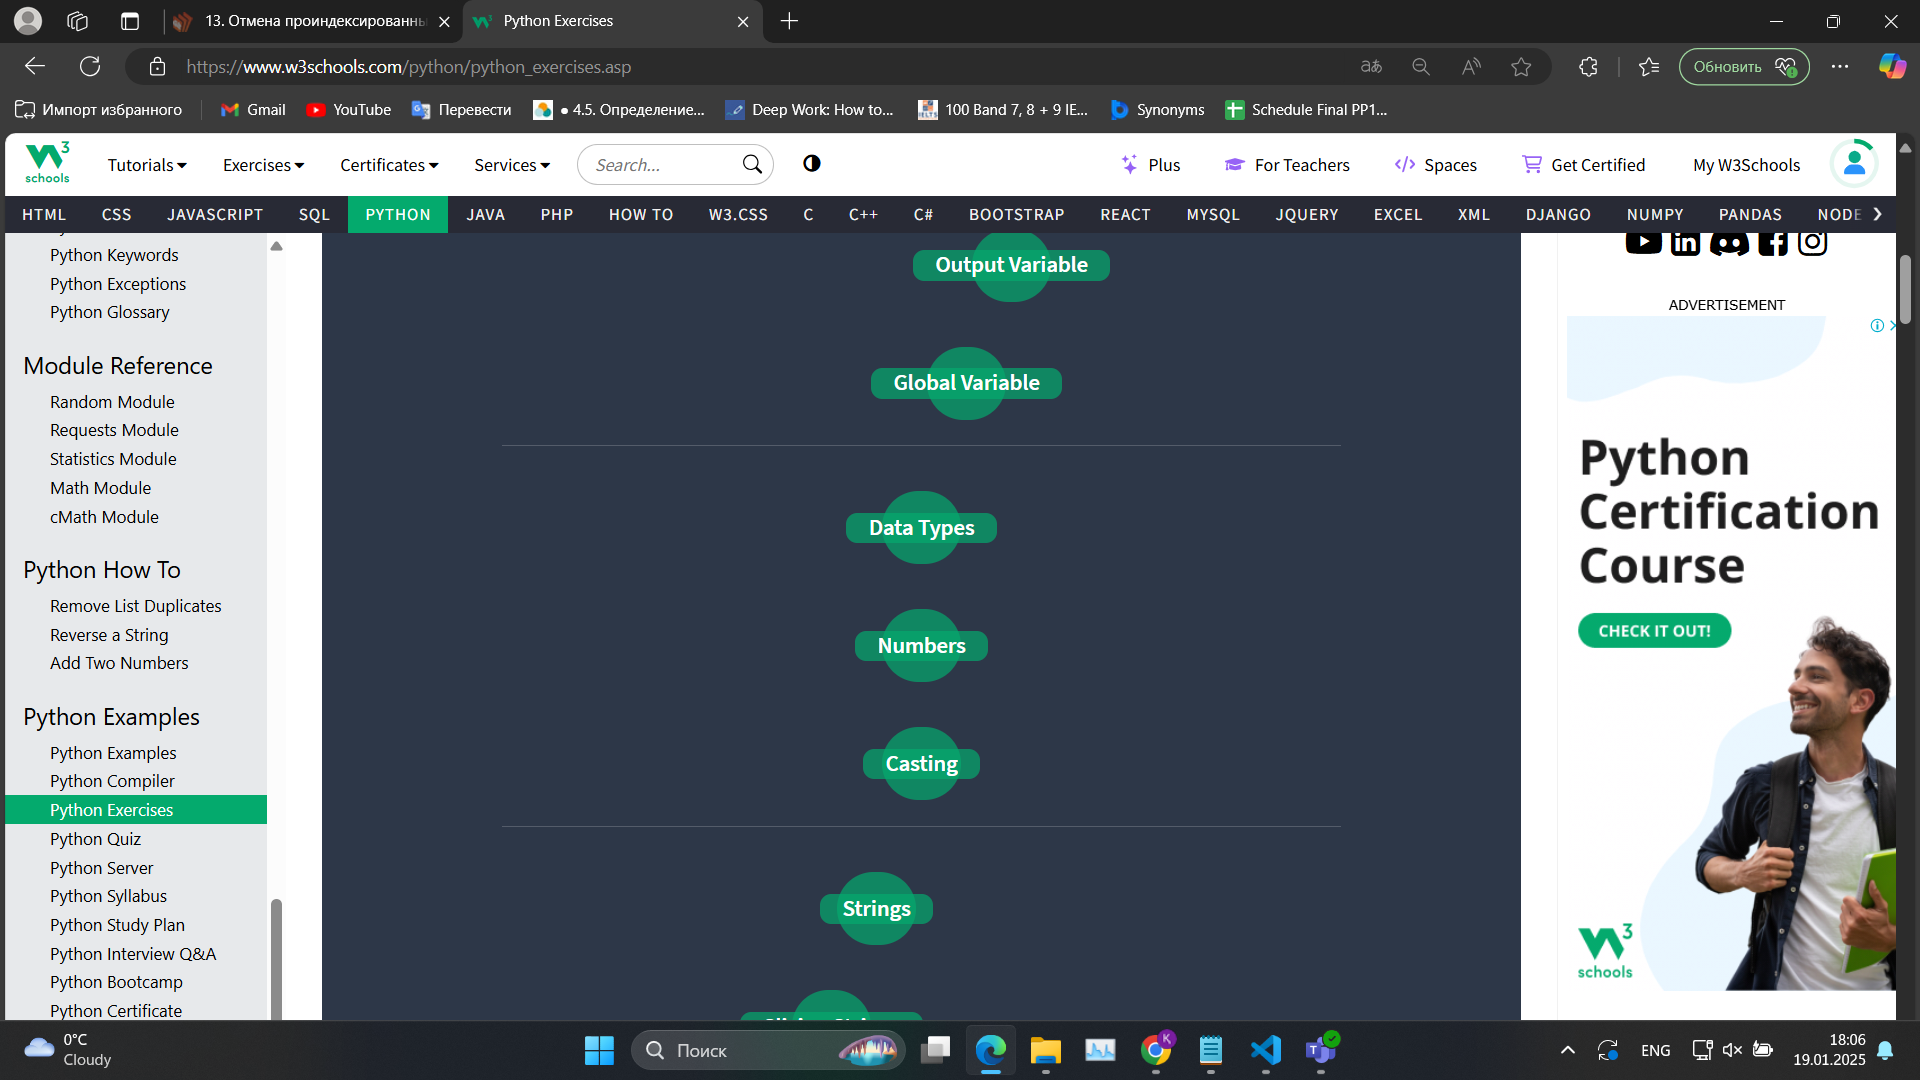 13. Отмена проиндексированны
Python Exercises
https://www.w3schools.com/python/python_exercises.asp
Обновить
Импорт избранного
Gmail
YouTube
Перевести
● 4.5. Определение...
Deep Work: How to...
100 Band 7, 8 + 9 IE...
Synonyms
Schedule Final PP1...
W3 schools
Tutorials
Exercises
Certificates
Services
Search...
Plus
For Teachers
Spaces
Get Certified
My W3Schools
HTML CSS JAVASCRIPT SQL PYTHON JAVA PHP HOW TO W3.CSS C C++ C# BOOTSTRAP REACT MYSQL JQUERY EXCEL XML DJANGO NUMPY PANDAS NODE
Python Keywords
Python Exceptions
Python Glossary
Module Reference
Random Module
Requests Module
Statistics Module
Math Module
cMath Module
Python How To
Remove List Duplicates
Reverse a String
Add Two Numbers
Python Examples
Python Examples
Python Compiler
Python Exercises
Python Quiz
Python Server
Python Syllabus
Python Study Plan
Python Interview Q&A
Python Bootcamp
Python Certificate
Output Variable
Global Variable
Data Types
Numbers
Casting
Strings
ADVERTISEMENT
Python
Certification
Course
CHECK IT OUT!
W3 schools
0°C
Cloudy
Поиск
ENG
18:06
19.01.2025